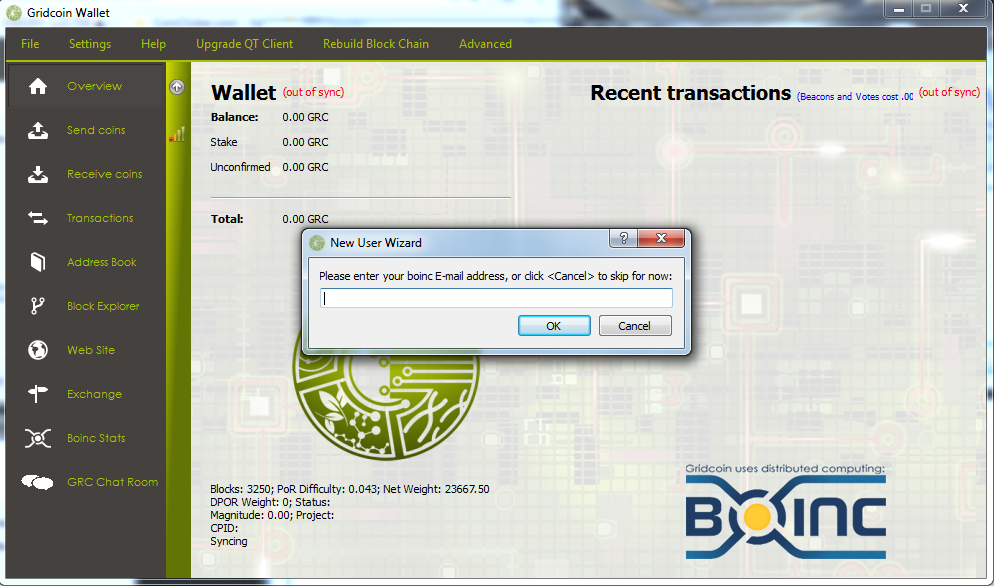 Gridcoin Wallet
File Settings Help Upgrade QT Client Rebuild Block Chain Advanced
Overview
Send coins
Receive coins
Transactions
Address Book
Block Explorer
Web Site
Exchange
Boinc Stats
GRC Chat Room
Wallet (out of sync)
Balance: 0.00 GRC
Stake 0.00 GRC
Unconfirmed 0.00 GRC
Total: 0.00 GRC
Recent transactions (Beacons and Votes cost .00 (out of sync)
New User Wizard
Please enter your boinc E-mail address, or click <Cancel> to skip for now:
OK Cancel
Blocks: 3250; PoR Difficulty: 0.043; Net Weight: 23667.50
DPOR Weight: 0; Status:
Magnitude: 0.00; Project:
CPID:
Syncing
Gridcoin uses distributed computing:
BOINC